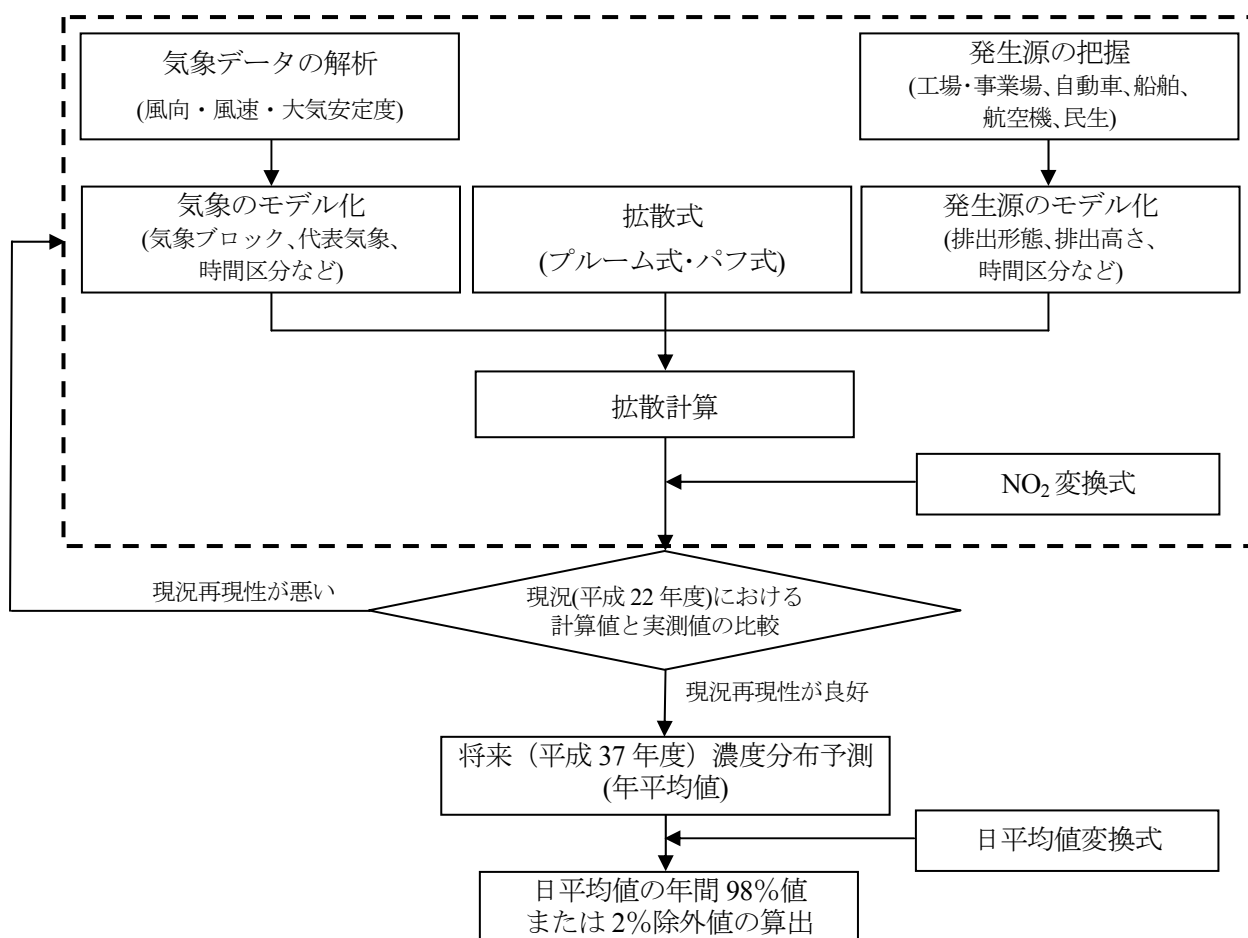 気象データの解析
(風向・風速・大気安定度)
発生源の把握
(工場・事業場、自動車、船舶、
航空機、民生)
気象のモデル化
(気象ブロック、代表気象、
時間区分など)
拡散式
(プルーム式・パフ式)
発生源のモデル化
(排出形態、排出高さ、
時間区分など)
拡散計算
NO₂変換式
現況再現性が悪い
現況(平成 22 年度)における
計算値と実測値の比較
現況再現性が良好
将来（平成 37 年度）濃度分布予測
(年平均値)
日平均値変換式
日平均値の年間 98%値
または 2%除外値の算出